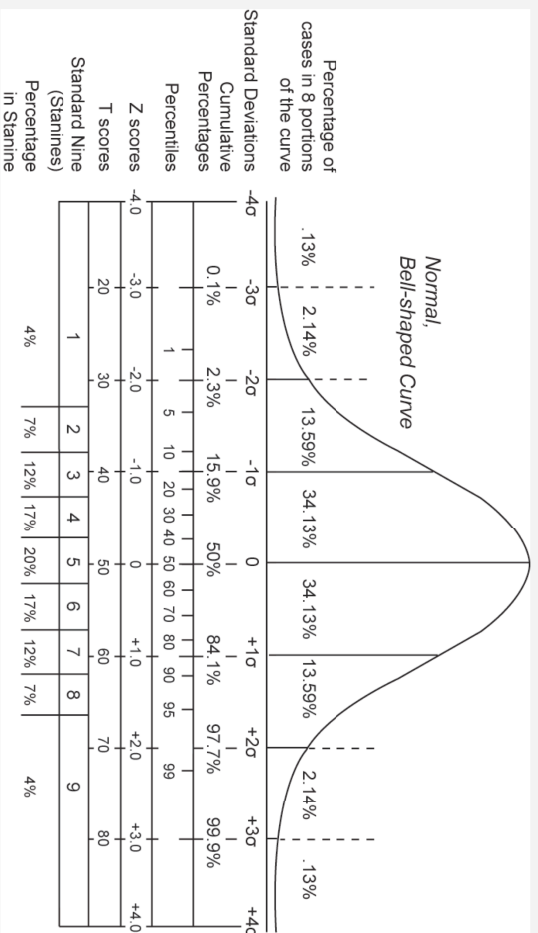 Normal,
Bell-shaped Curve
Percentage of
cases in 8 portions
of the curve
.13% 2.14% 13.59% 34.13% 34.13% 13.59% 2.14% .13%
Standard Deviations
-4σ -3σ -2σ -1σ 0 +1σ +2σ +3σ +4σ
Cumulative
Percentages
0.1% 2.3% 15.9% 50% 84.1% 97.7% 99.9%
Percentiles
1 5 10 20 30 40 50 60 70 80 90 95 99
Z scores
-4.0 -3.0 -2.0 -1.0 0 +1.0 +2.0 +3.0 +4.0
T scores
20 30 40 50 60 70 80
Standard Nine
(Stanines)
1 2 3 4 5 6 7 8 9
Percentage
in Stanine
4% 7% 12% 17% 20% 17% 12% 7% 4%